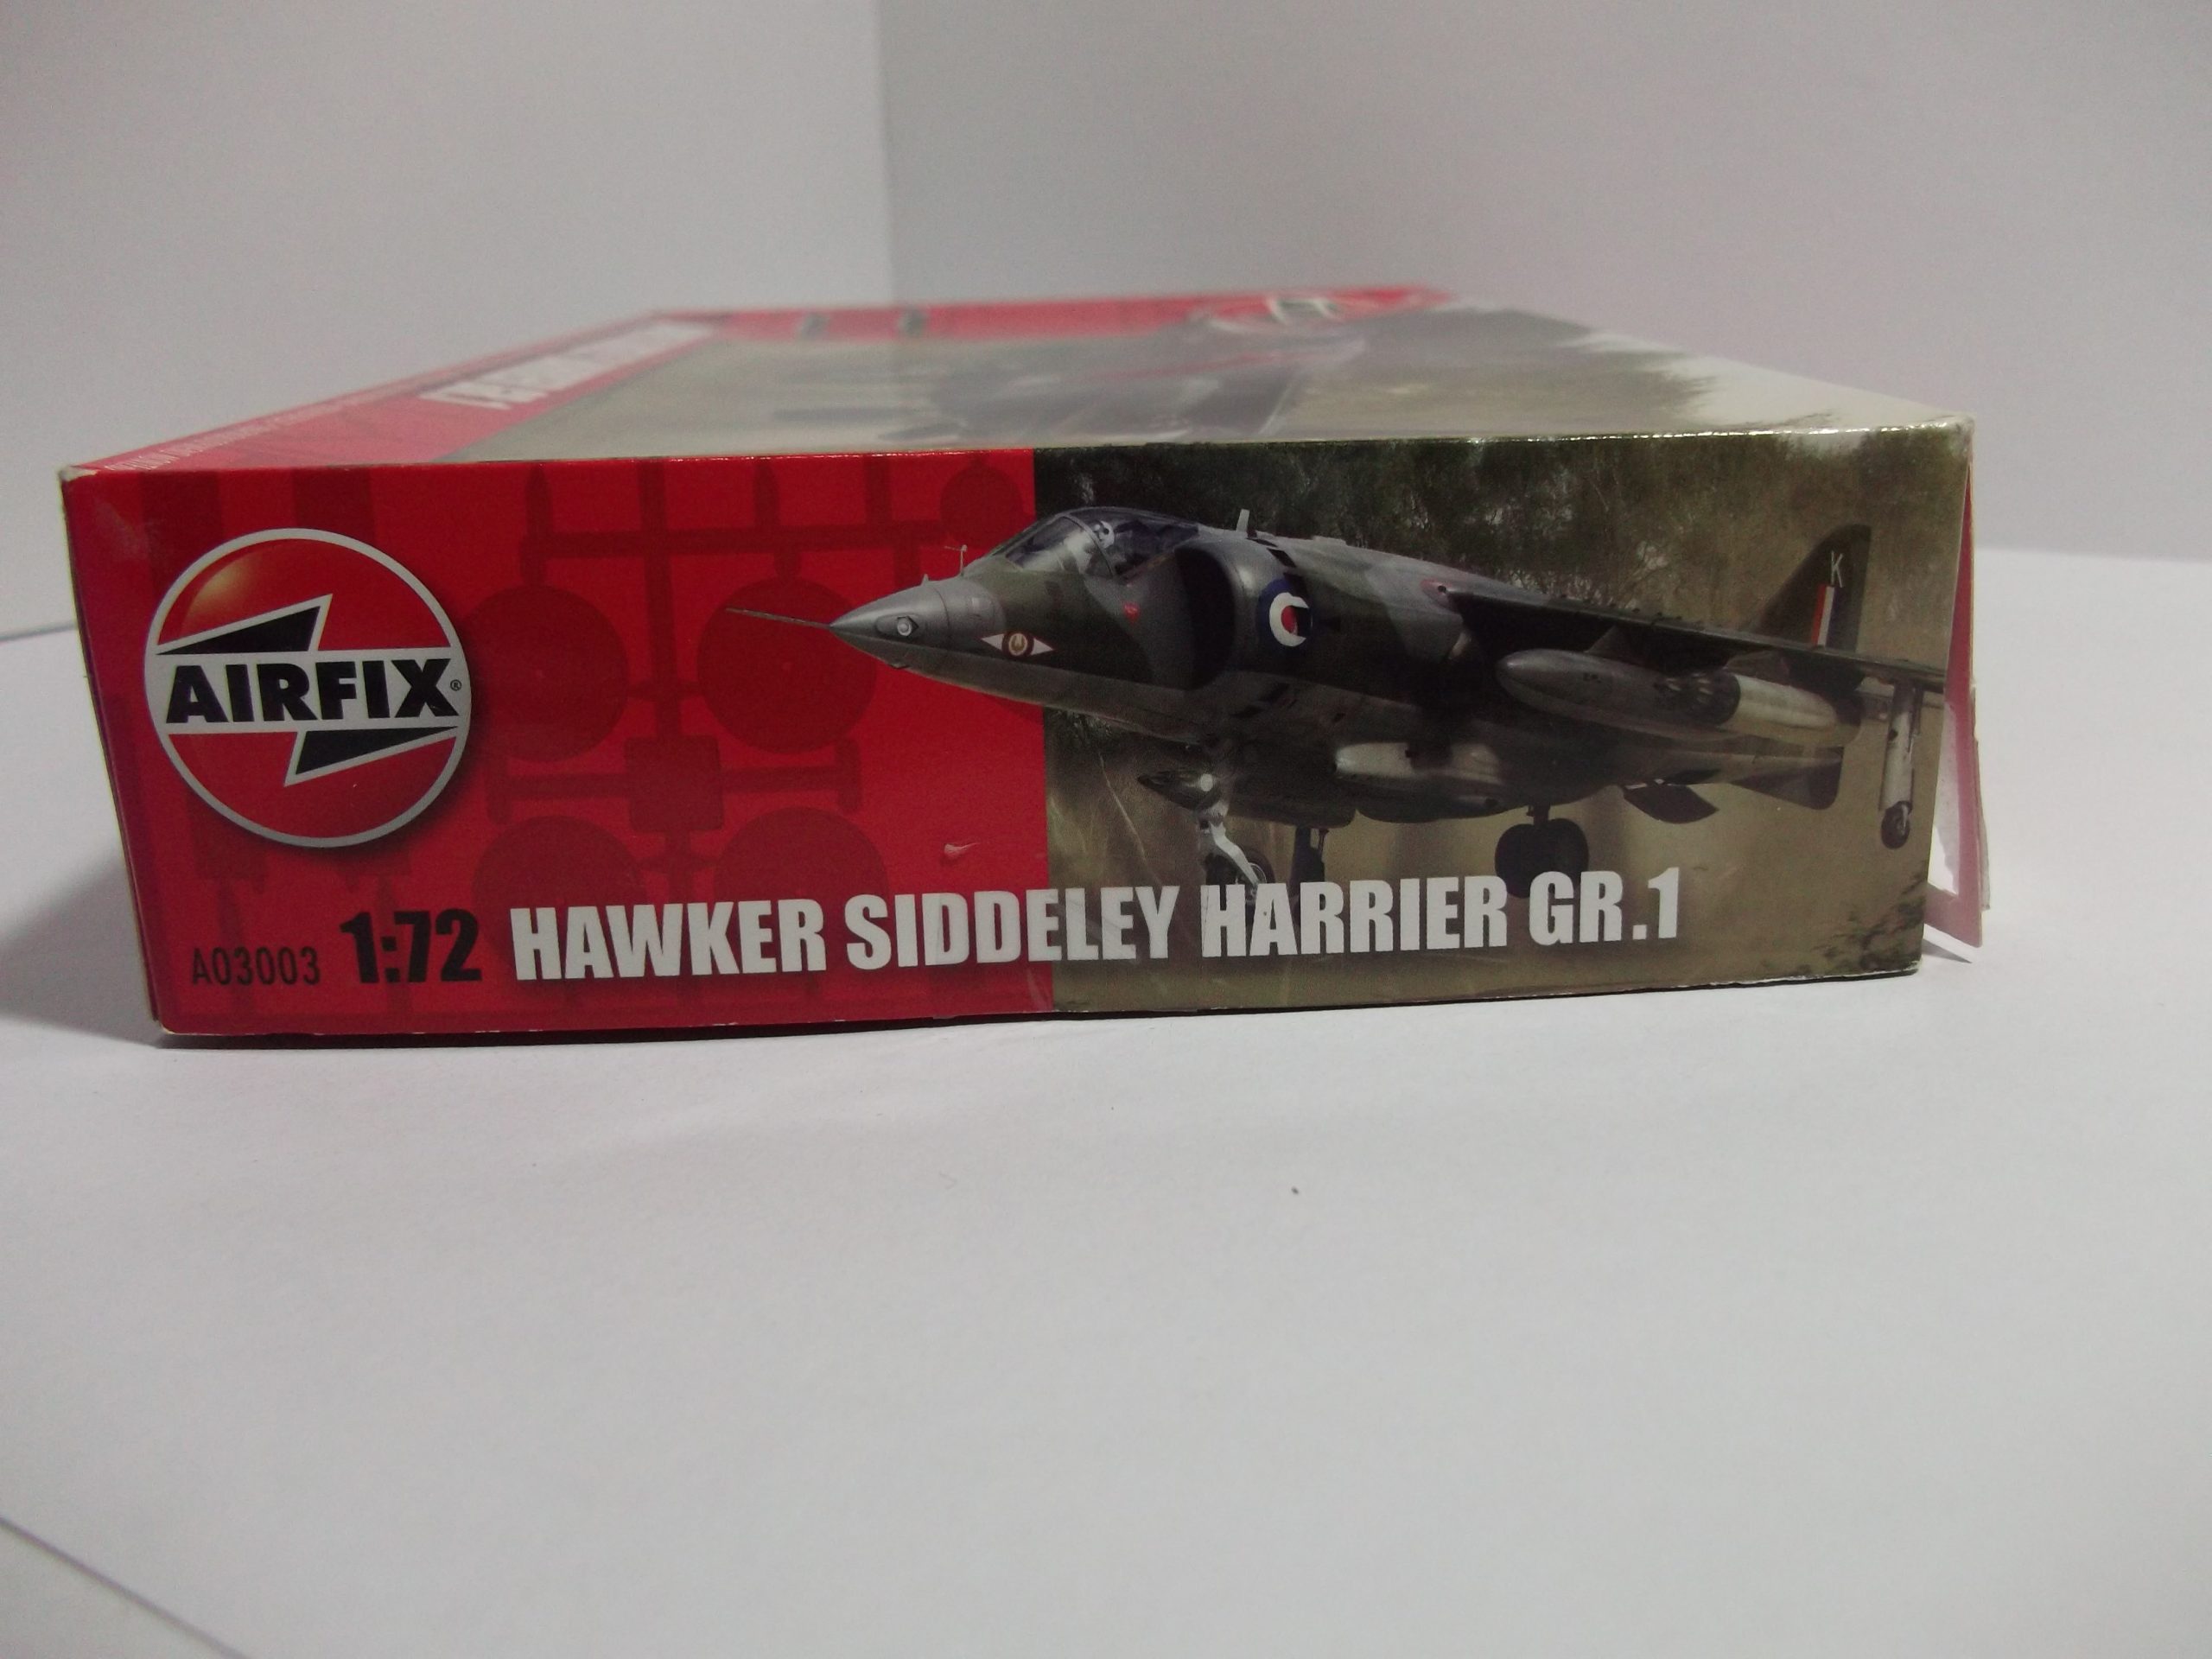 AIRFIX®
A03003 1:72 HAWKER SIDDELEY HARRIER GR.1
K